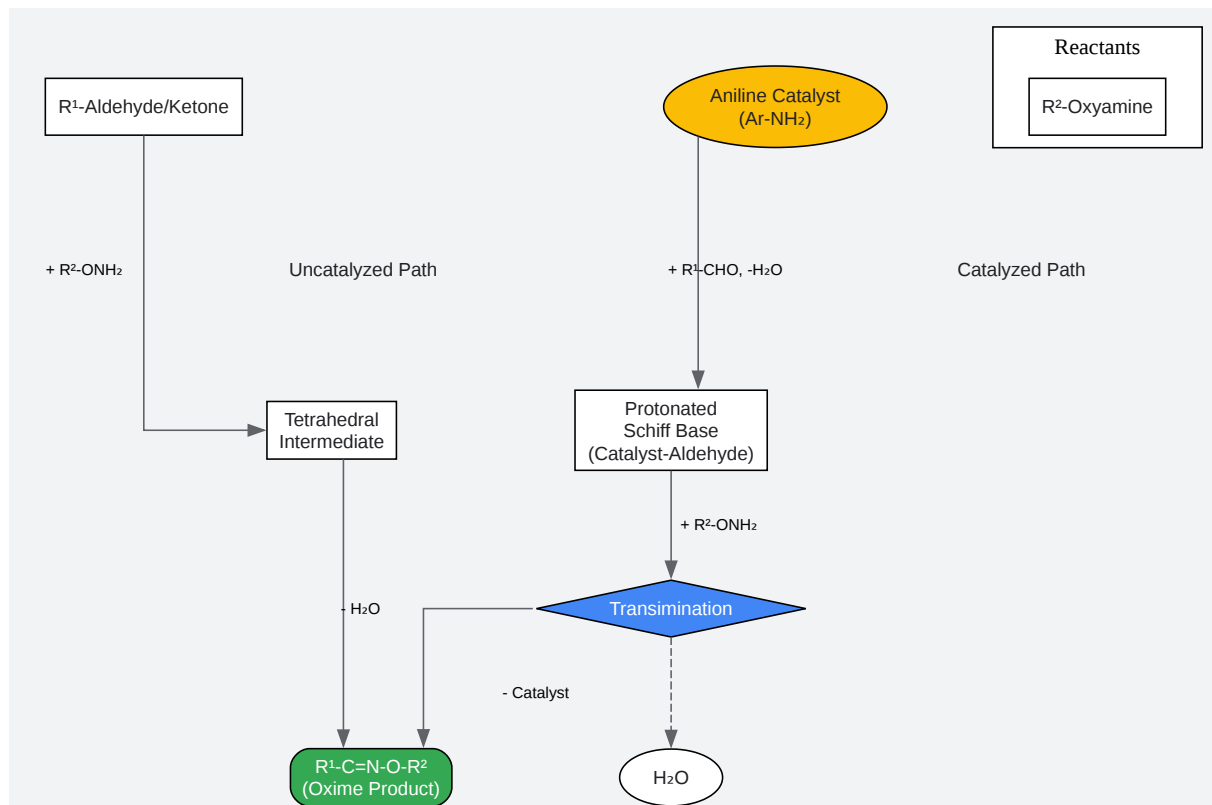 Reactants
R¹-Aldehyde/Ketone
Aniline Catalyst
(Ar-NH₂)
R²-Oxyamine
+ R²-ONH₂
Uncatalyzed Path
+ R¹-CHO, -H₂O
Catalyzed Path
Tetrahedral
Intermediate
Protonated
Schiff Base
(Catalyst-Aldehyde)
+ R²-ONH₂
- H₂O
Transimination
- Catalyst
R¹-C=N-O-R²
(Oxime Product)
H₂O